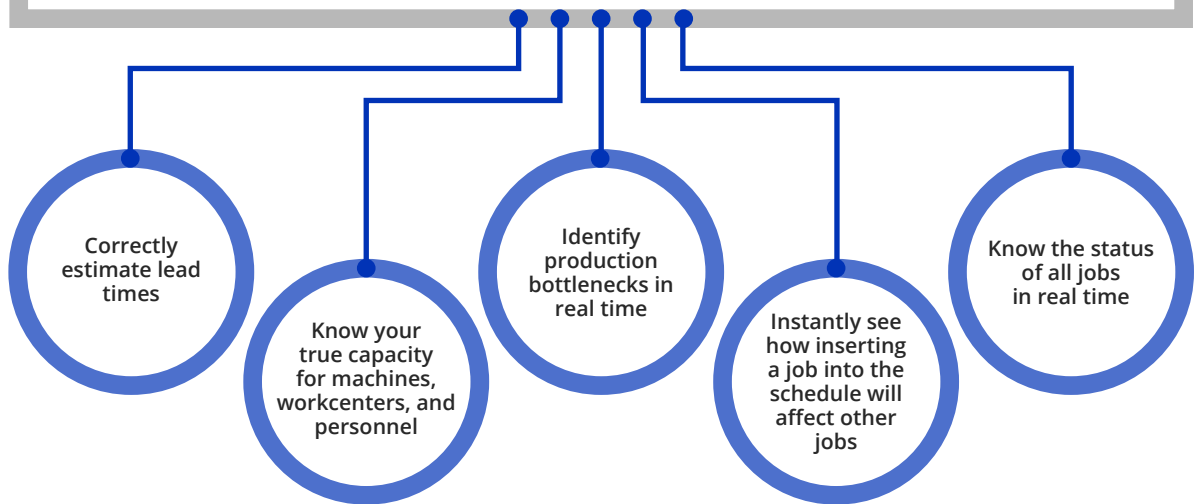 Correctly
estimate lead
times
Know your
true capacity
for machines,
workcenters, and
personnel
Identify
production
bottlenecks in
real time
Instantly see
how inserting
a job into the
schedule will
affect other
jobs
Know the status
of all jobs
in real time